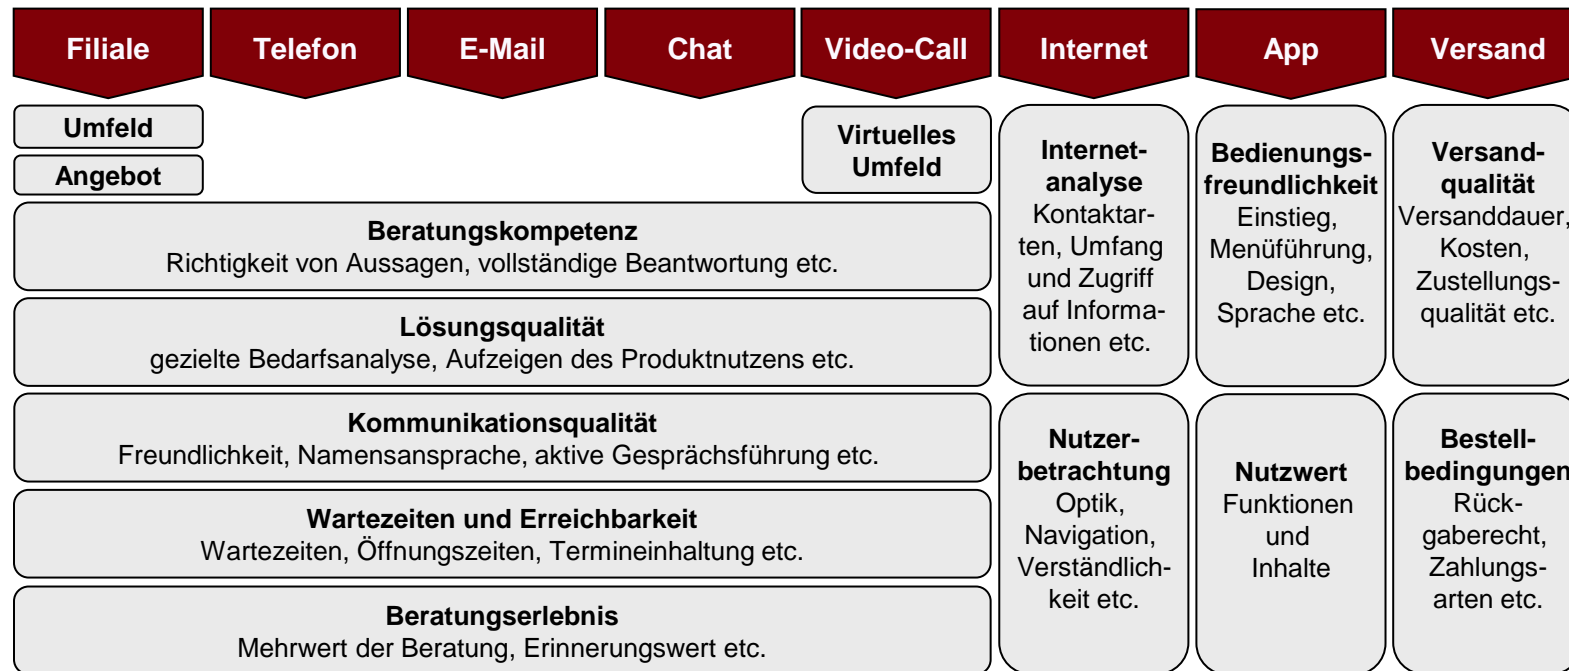 Filiale
Telefon
E-Mail
Chat
Video-Call
Internet
App
Versand
Umfeld
Angebot
Virtuelles
Umfeld
Beratungskompetenz
Richtigkeit von Aussagen, vollständige Beantwortung etc.
Lösungsqualität
gezielte Bedarfsanalyse, Aufzeigen des Produktnutzens etc.
Kommunikationsqualität
Freundlichkeit, Namensansprache, aktive Gesprächsführung etc.
Wartezeiten und Erreichbarkeit
Wartezeiten, Öffnungszeiten, Termineinhaltung etc.
Beratungserlebnis
Mehrwert der Beratung, Erinnerungswert etc.
Internet-
analyse
Kontaktar-
ten, Umfang
und Zugriff
auf Informa-
tionen etc.
Nutzer-
betrachtung
Optik,
Navigation,
Verständlich-
keit etc.
Bedienungs-
freundlichkeit
Einstieg,
Menüführung,
Design,
Sprache etc.
Nutzwert
Funktionen
und
Inhalte
Versand-
qualität
Versanddauer,
Kosten,
Zustellungs-
qualität etc.
Bestell-
bedingungen
Rück-
gaberecht,
Zahlungs-
arten etc.